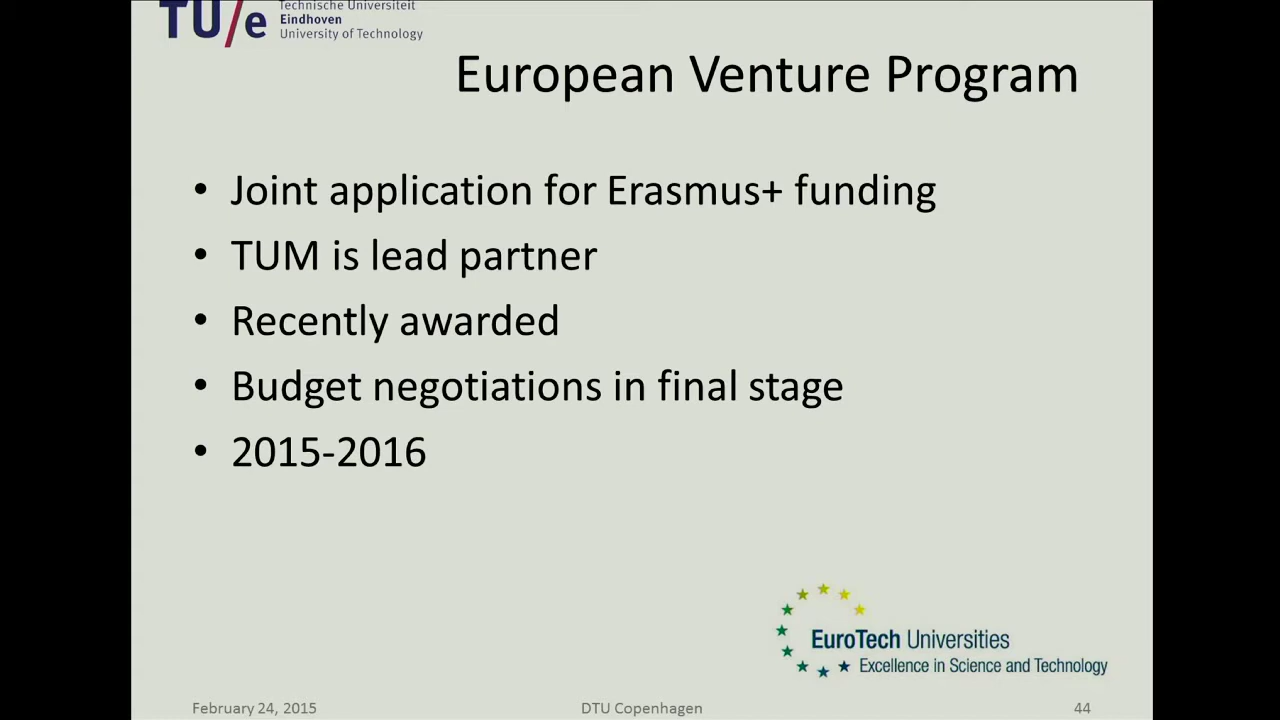 TU/e
Technische Universiteit
Eindhoven
University of Technology
European Venture Program
• Joint application for Erasmus+ funding
• TUM is lead partner
• Recently awarded
• Budget negotiations in final stage
• 2015-2016
EuroTech Universities
Excellence in Science and Technology
February 24, 2015
DTU Copenhagen
44